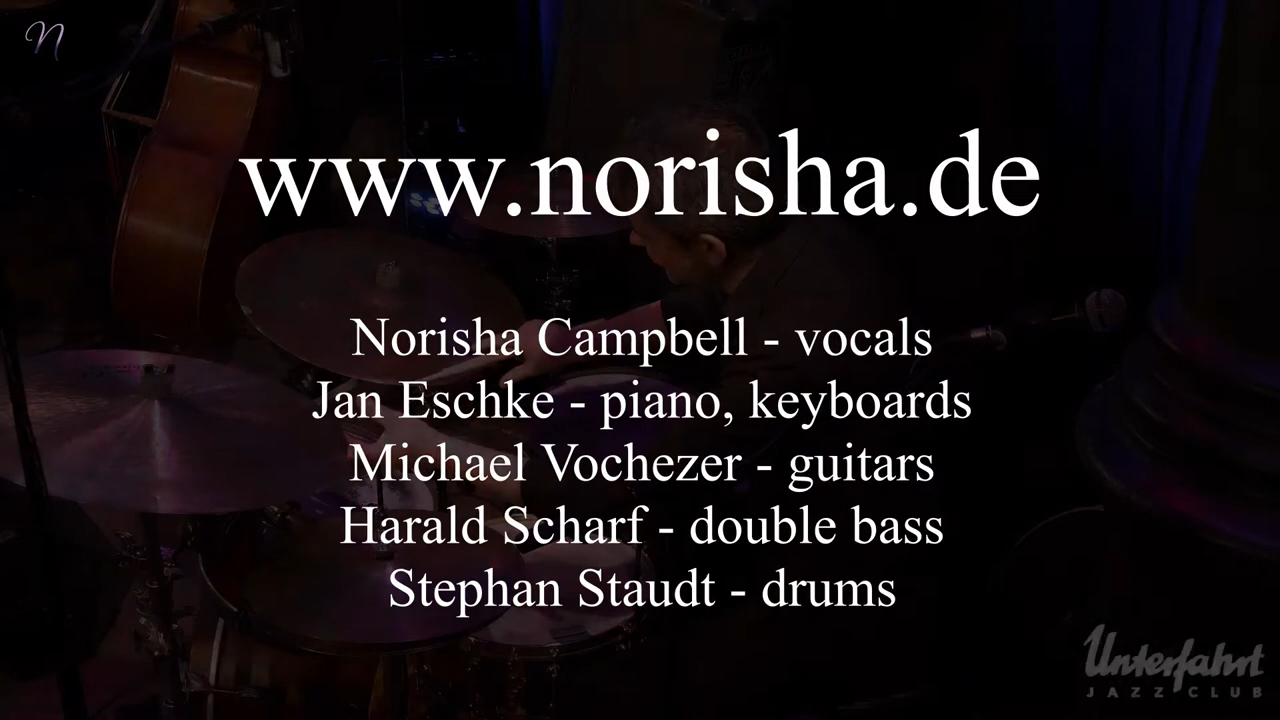 N
www.norisha.de
Norisha Campbell - vocals
Jan Eschke - piano, keyboards
Michael Vochezer - guitars
Harald Scharf - double bass
Stephan Staudt - drums
Unterfahrt
JAZZ CLUB